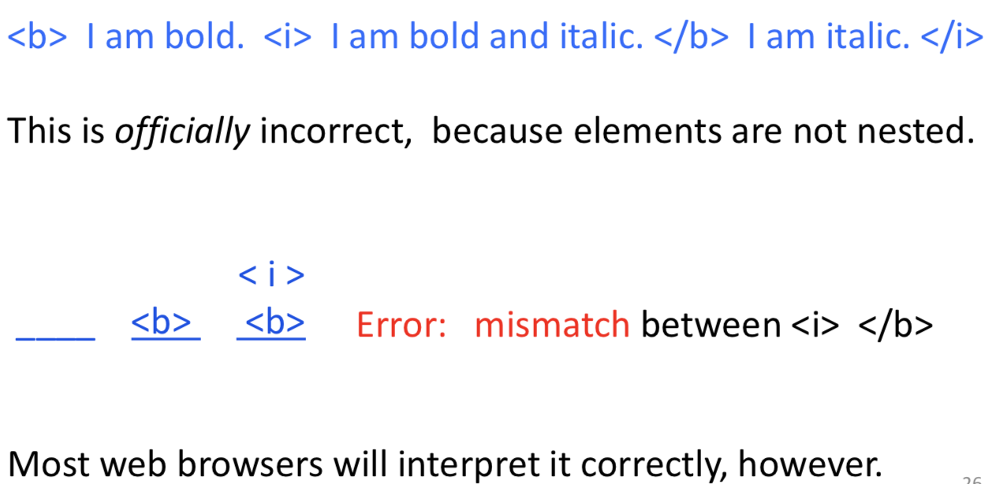 <b> I am bold. <i> I am bold and italic. </b> I am italic. </i>
This is officially incorrect, because elements are not nested.
< i >
____ <b> <b> Error: mismatch between <i> </b>
Most web browsers will interpret it correctly, however.
26